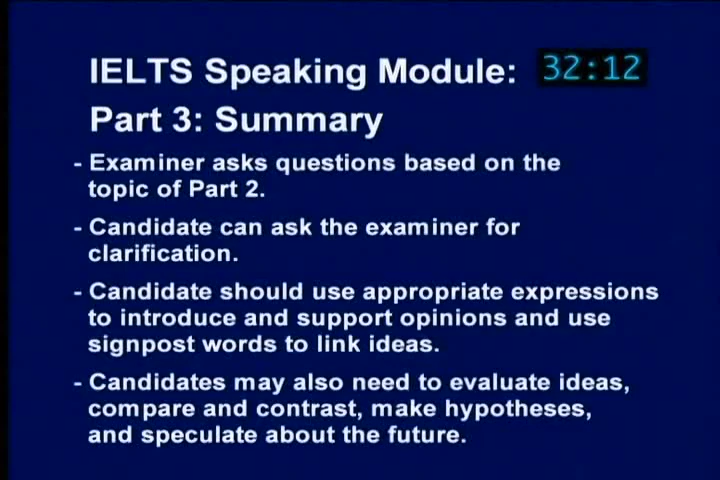 IELTS Speaking Module: 32:12
Part 3: Summary
- Examiner asks questions based on the
topic of Part 2.
- Candidate can ask the examiner for
clarification.
- Candidate should use appropriate expressions
to introduce and support opinions and use
signpost words to link ideas.
- Candidates may also need to evaluate ideas,
compare and contrast, make hypotheses,
and speculate about the future.